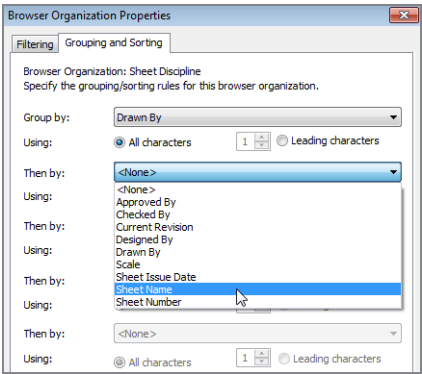 Browser Organization Properties
Filtering Grouping and Sorting
Browser Organization: Sheet Discipline
Specify the grouping/sorting rules for this browser organization.
Group by: Drawn By
Using: All characters 1 Leading characters
Then by: <None>
Using:
<None>
Approved By
Checked By
Current Revision
Then by:
Designed By
Drawn By
Using:
Scale
Sheet Issue Date
Then by:
Sheet Name
Using:
Sheet Number
Then by: <None>
Using: All characters 1 Leading characters